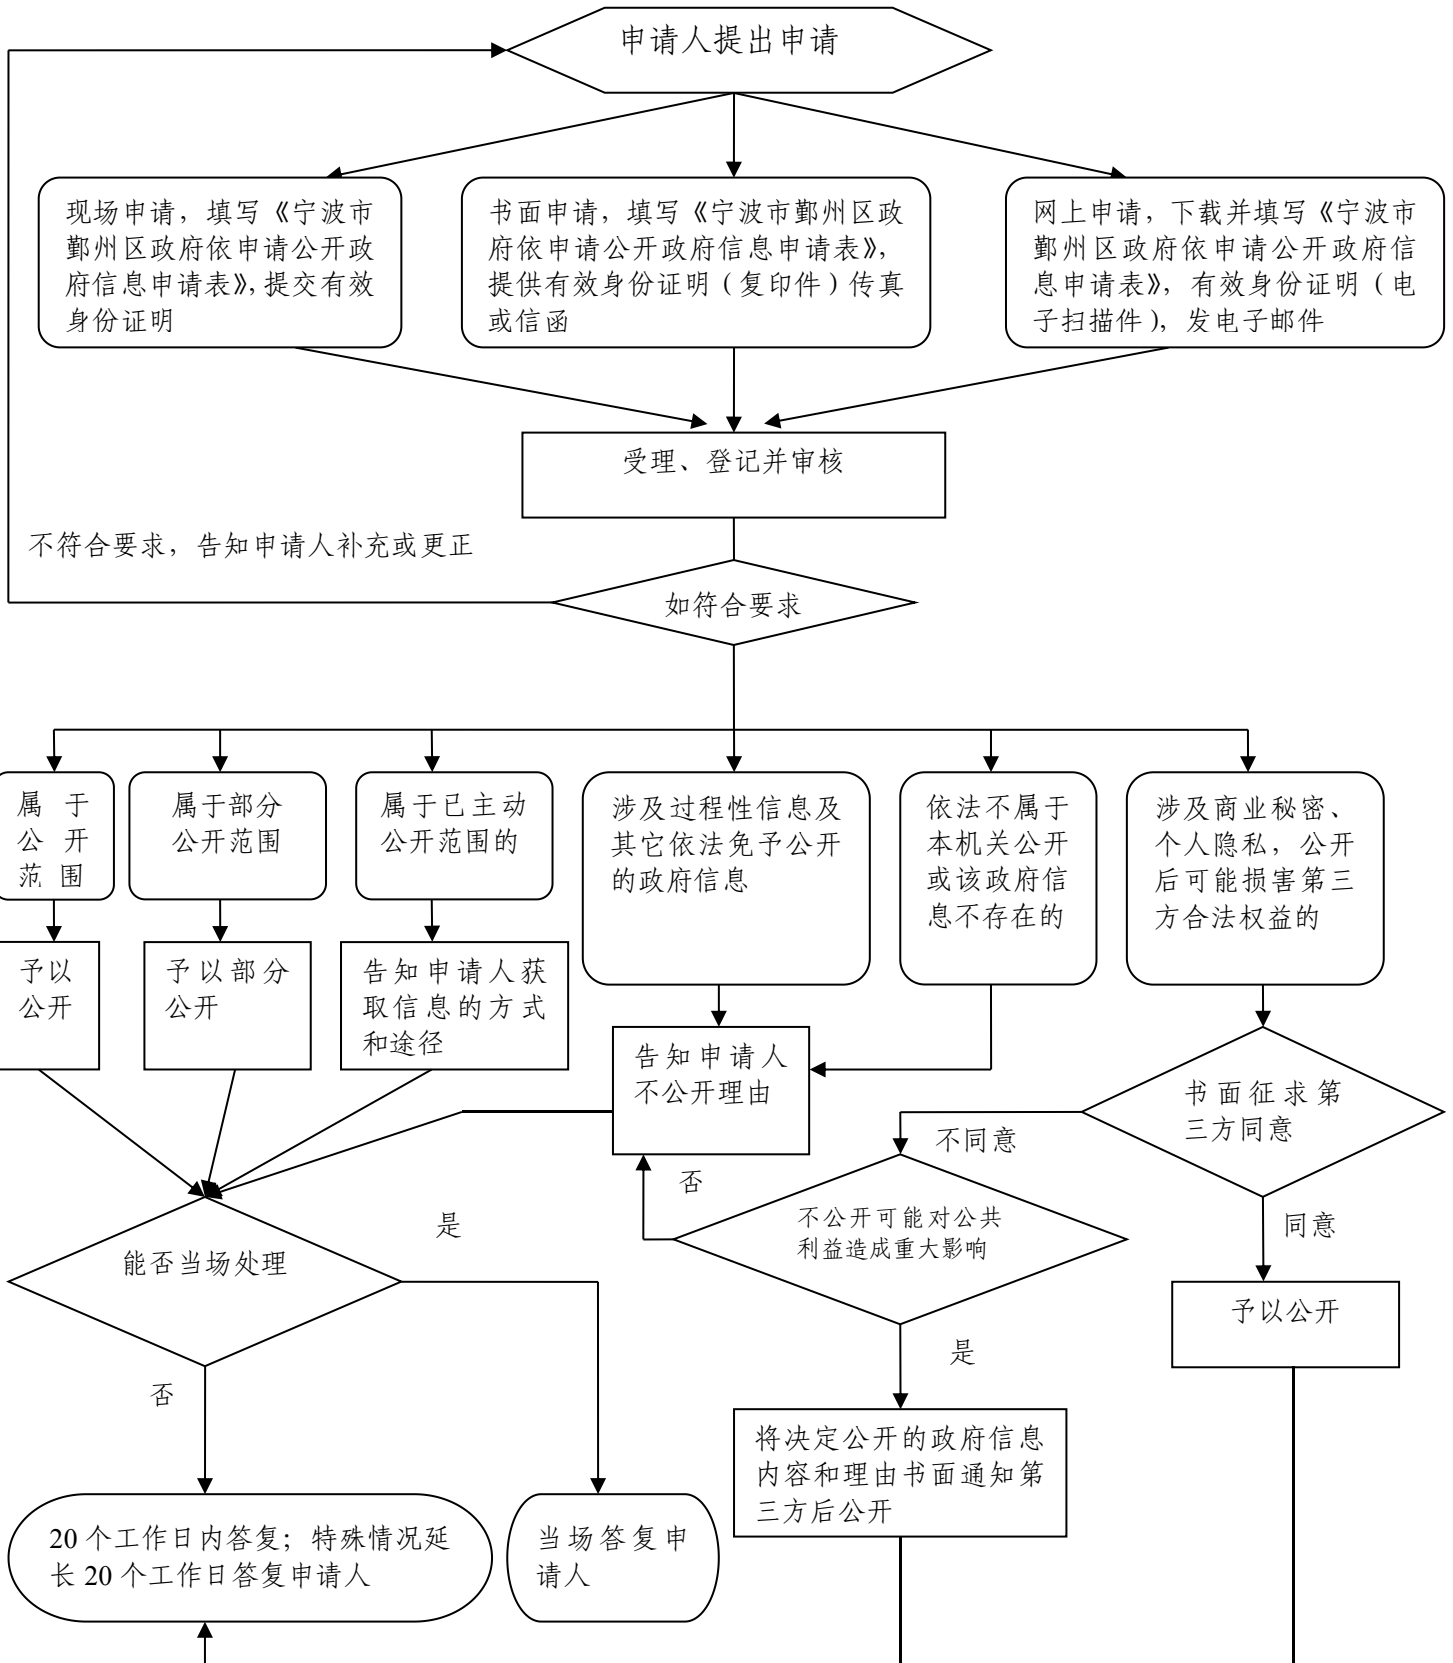 申请人提出申请
现场申请，填写《宁波市
鄞州区政府依申请公开政
府信息申请表》，提交有效
身份证明
书面申请，填写《宁波市鄞州区政
府依申请公开政府信息申请表》，
提供有效身份证明（复印件）传真
或信函
网上申请，下载并填写《宁波市
鄞州区政府依申请公开政府信
息申请表》，有效身份证明（电
子扫描件），发电子邮件
受理、登记并审核
不符合要求，告知申请人补充或更正
如符合要求
属于
公开
范围
属于部分
公开范围
属于已主动
公开范围的
涉及过程性信息及
其它依法免予公开
的政府信息
依法不属于
本机关公开
或该政府信
息不存在的
涉及商业秘密、
个人隐私，公开
后可能损害第三
方合法权益的
予以
公开
予以部分
公开
告知申请人获
取信息的方式
和途径
告知申请人
不公开理由
书面征求第
三方同意
不同意
否
不公开可能对公共
利益造成重大影响
同意
是
能否当场处理
予以公开
是
否
将决定公开的政府信息
内容和理由书面通知第
三方后公开
20个工作日内答复；特殊情况延
长20个工作日答复申请人
当场答复申
请人